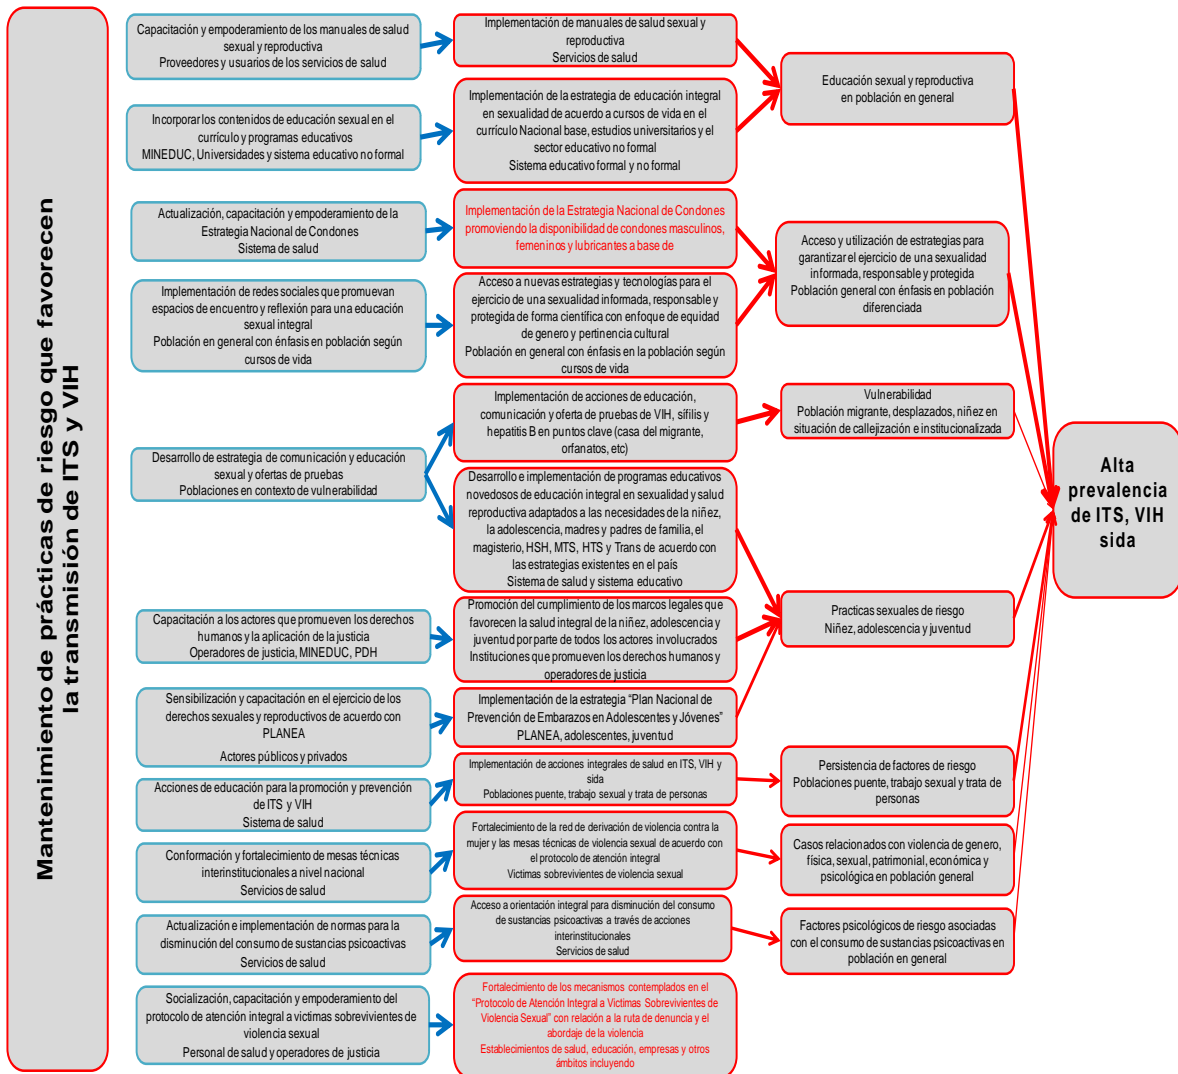 Mantenimiento de prácticas de riesgo que favorecen
la transmisión de ITS y VIH
Capacitación y empoderamiento de los manuales de salud
sexual y reproductiva
Proveedores y usuarios de los servicios de salud
Incorporar los contenidos de educación sexual en el
currículo y programas educativos
MINEDUC, Universidades y sistema educativo no formal
Actualización, capacitación y empoderamiento de la
Estrategia Nacional de Condones
Sistema de salud
Implementación de redes sociales que promuevan
espacios de encuentro y reflexión para una educación
sexual integral
Población en general con énfasis en población según
cursos de vida
Desarrollo de estrategia de comunicación y educación
sexual y ofertas de pruebas
Poblaciones en contexto de vulnerabilidad
Capacitación a los actores que promueven los derechos
humanos y la aplicación de la justicia
Operadores de justicia, MINEDUC, PDH
Sensibilización y capacitación en el ejercicio de los
derechos sexuales y reproductivos de acuerdo con
PLANEA
Actores públicos y privados
Acciones de educación para la promoción y prevención
de ITS y VIH
Sistema de salud
Conformación y fortalecimiento de mesas técnicas
interinstitucionales a nivel nacional
Servicios de salud
Actualización e implementación de normas para la
disminución del consumo de sustancias psicoactivas
Servicios de salud
Socialización, capacitación y empoderamiento del
protocolo de atención integral a victimas sobrevivientes de
violencia sexual
Personal de salud y operadores de justicia
Implementación de manuales de salud sexual y
reproductiva
Servicios de salud
Implementación de la estrategia de educación integral
en sexualidad de acuerdo a cursos de vida en el
currículo Nacional base, estudios universitarios y el
sector educativo no formal
Sistema educativo formal y no formal
Implementación de la Estrategia Nacional de Condones
promoviendo la disponibilidad de condones masculinos,
femeninos y lubricantes a base de
Acceso a nuevas estrategias y tecnologías para el
ejercicio de una sexualidad informada, responsable y
protegida de forma científica con enfoque de equidad
de genero y pertinencia cultural
Población en general con énfasis en la población según
cursos de vida
Implementación de acciones de educación,
comunicación y oferta de pruebas de VIH, sífilis y
hepatitis B en puntos clave (casa del migrante,
orfanatos, etc)
Desarrollo e implementación de programas educativos
novedosos de educación integral en sexualidad y salud
reproductiva adaptados a las necesidades de la niñez,
la adolescencia, madres y padres de familia, el
magisterio, HSH, MTS, HTS y Trans de acuerdo con
las estrategias existentes en el país
Sistema de salud y sistema educativo
Promoción del cumplimiento de los marcos legales que
favorecen la salud integral de la niñez, adolescencia y
juventud por parte de todos los actores involucrados
Instituciones que promueven los derechos humanos y
operadores de justicia
Implementación de la estrategia “Plan Nacional de
Prevención de Embarazos en Adolescentes y Jóvenes”
PLANEA, adolescentes, juventud
Implementación de acciones integrales de salud en ITS, VIH y
sida
Poblaciones puente, trabajo sexual y trata de personas
Fortalecimiento de la red de derivación de violencia contra la
mujer y las mesas técnicas de violencia sexual de acuerdo con
el protocolo de atención integral
Victimas sobrevivientes de violencia sexual
Acceso a orientación integral para disminución del consumo
de sustancias psicoactivas a través de acciones
interinstitucionales
Servicios de salud
Fortalecimiento de los mecanismos contemplados en el
“Protocolo de Atención Integral a Victimas Sobrevivientes de
Violencia Sexual” con relación a la ruta de denuncia y el
abordaje de la violencia
Establecimientos de salud, educación, empresas y otros
ámbitos incluyendo
Educación sexual y reproductiva
en población en general
Acceso y utilización de estrategias para
garantizar el ejercicio de una sexualidad
informada, responsable y protegida
Población general con énfasis en población
diferenciada
Vulnerabilidad
Población migrante, desplazados, niñez en
situación de callejización e institucionalizada
Practicas sexuales de riesgo
Niñez, adolescencia y juventud
Persistencia de factores de riesgo
Poblaciones puente, trabajo sexual y trata de
personas
Casos relacionados con violencia de genero,
física, sexual, patrimonial, económica y
psicológica en población general
Factores psicológicos de riesgo asociadas
con el consumo de sustancias psicoactivas en
población en general
Alta
prevalencia
de ITS, VIH
sida